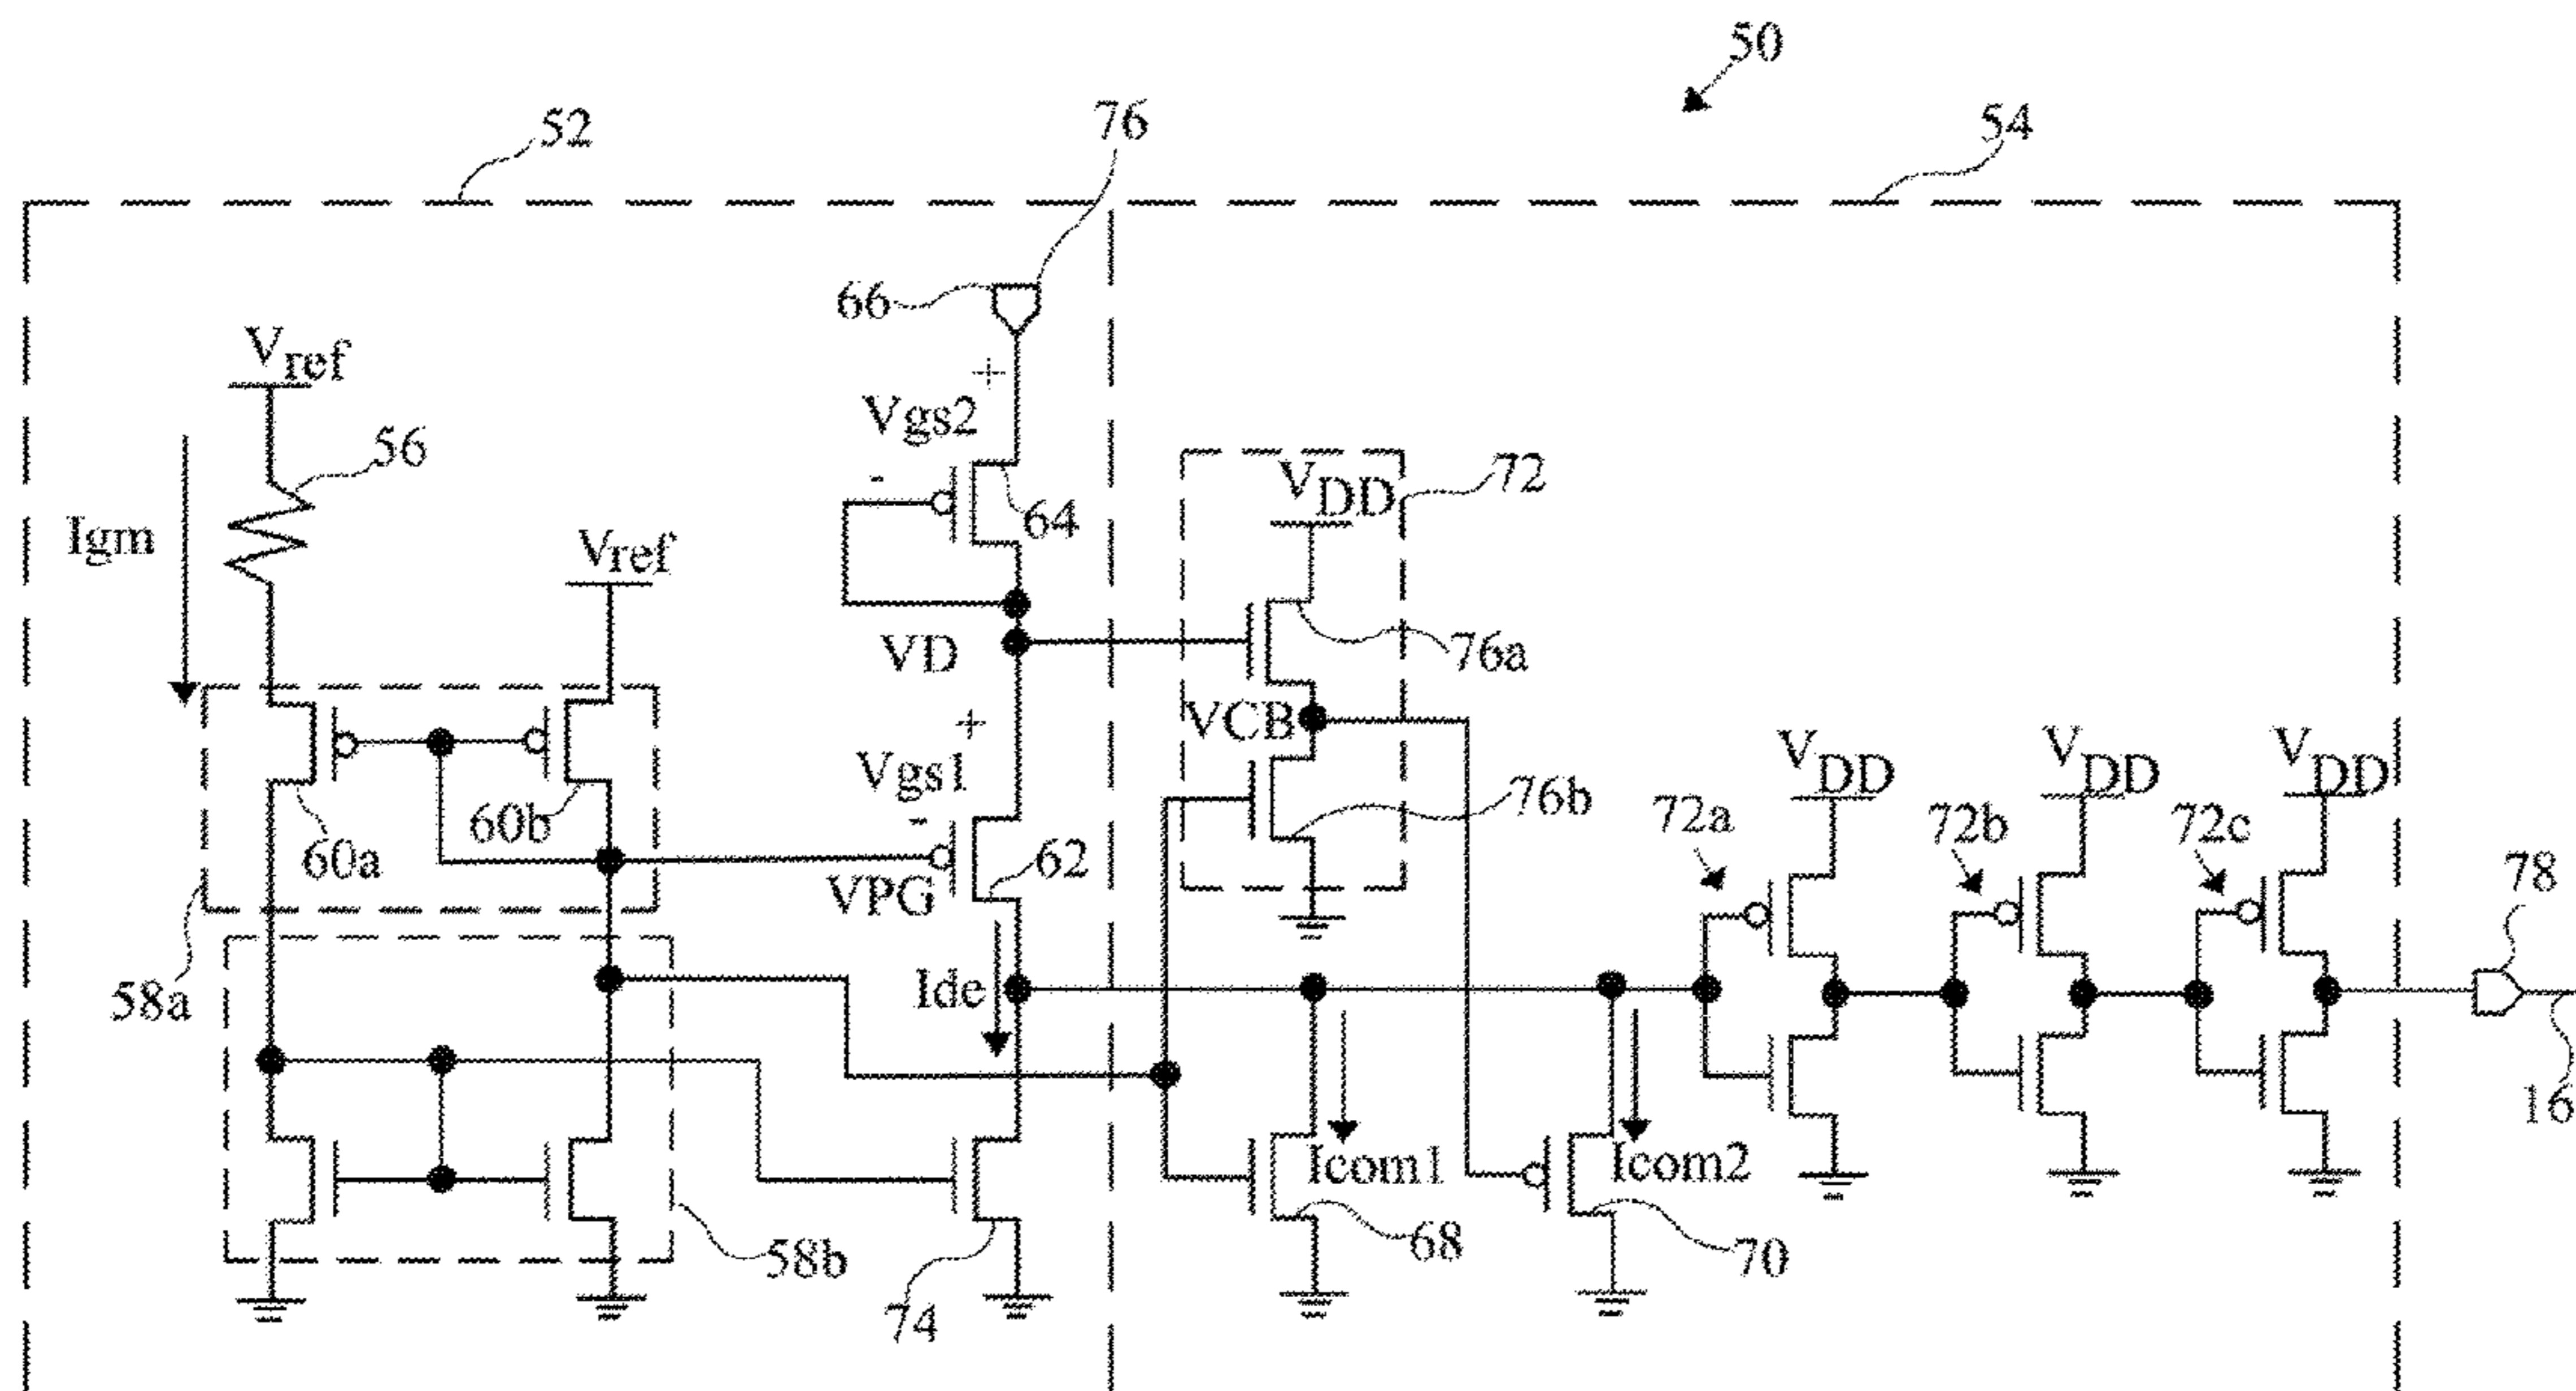 50
52
76
54
66
Vref
+
Vgs2
56
-
64
VDD
72
Igm
Vref
VD
76a
+
VCB
Vgs1
VDD
VDD
VDD
76b
-
60b
60a
62
72a
72b
72c
78
VPG
58a
Ide
16
Icom1
Icom2
68
70
58b
74